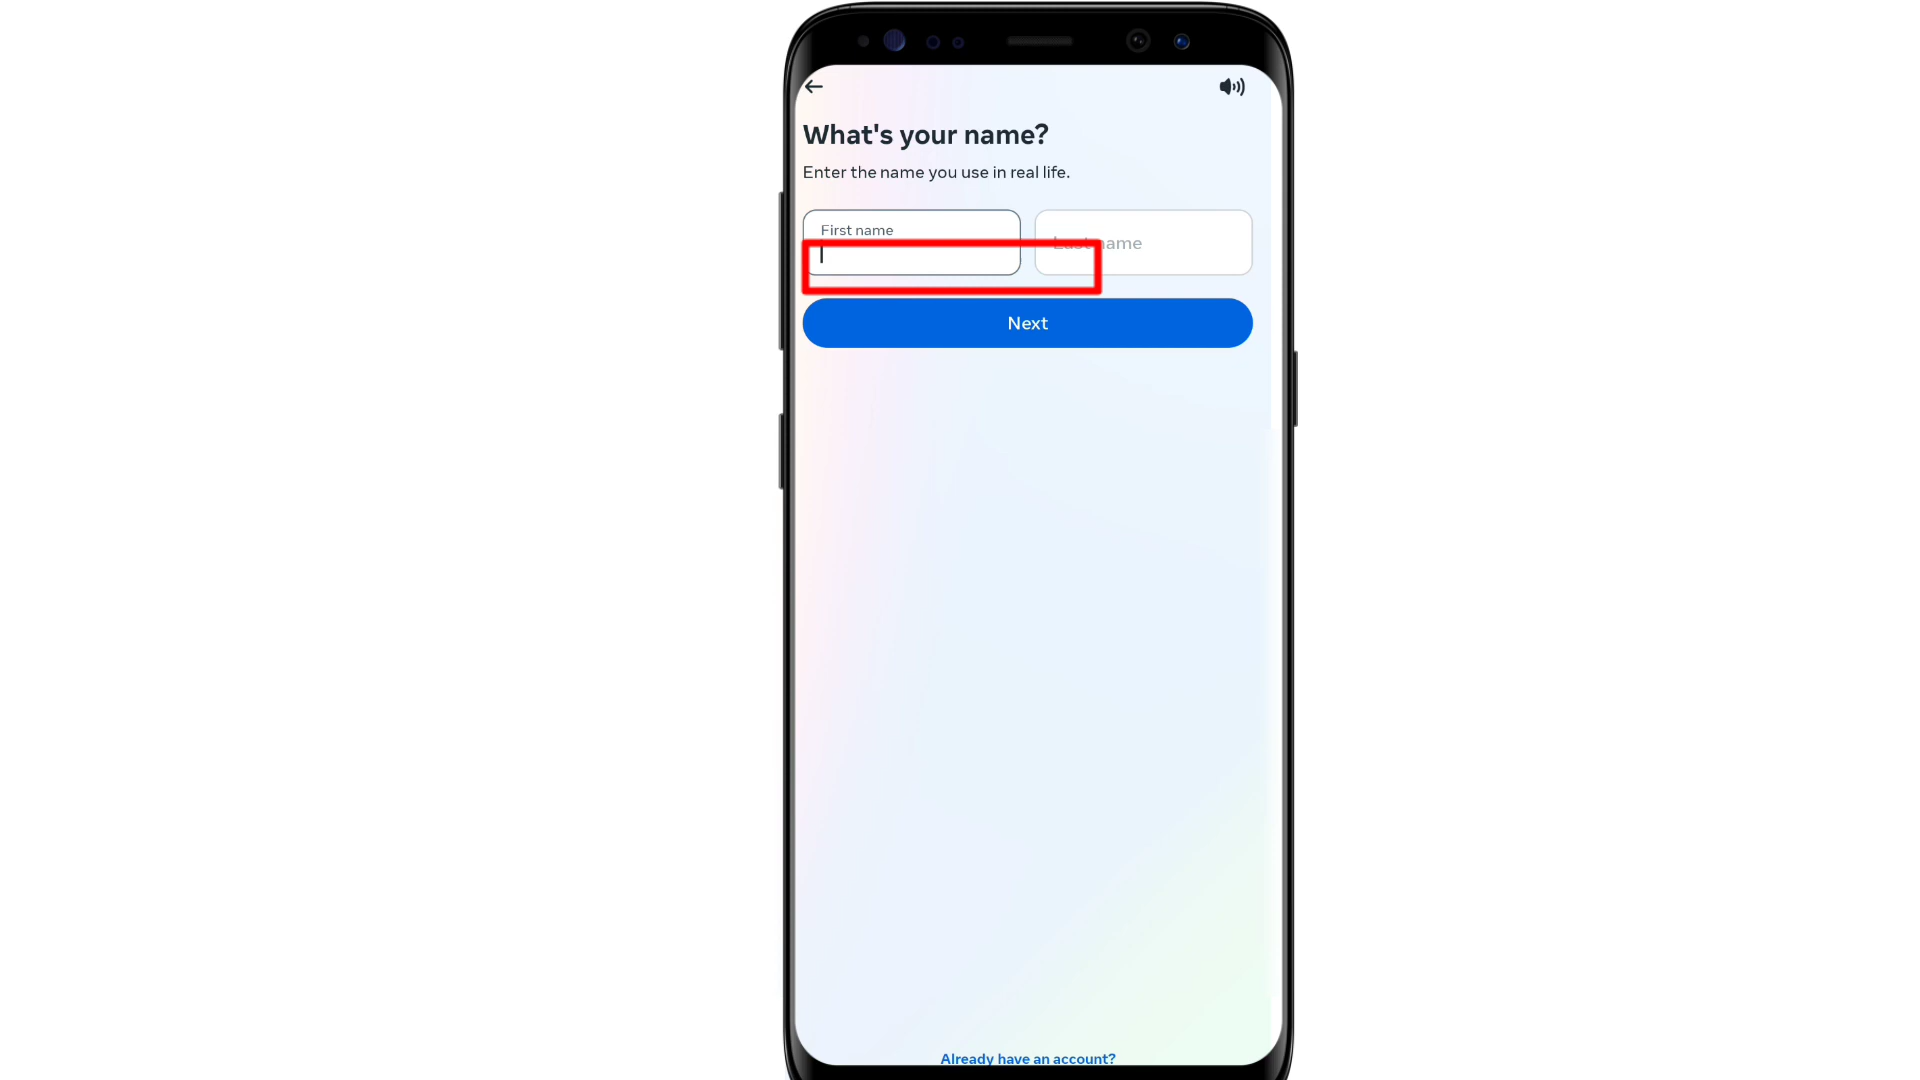 What's your name?
Enter the name you use in real life.
First name
Last name
Next
Already have an account?